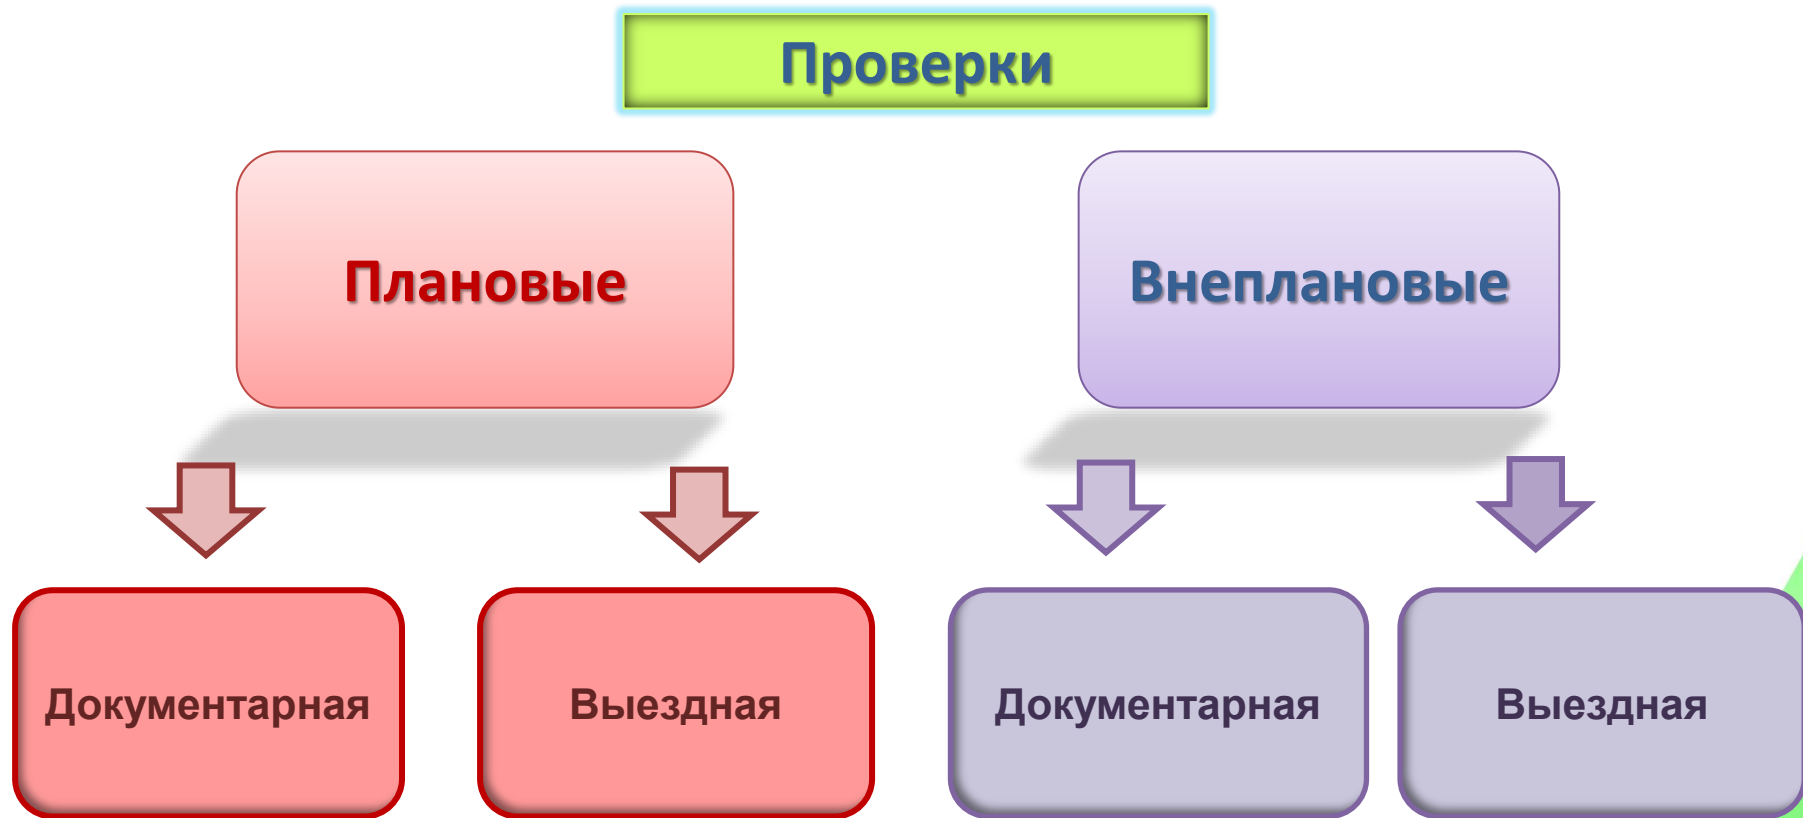 Проверки
Плановые
Внеплановые
Документарная
Выездная
Документарная
Выездная